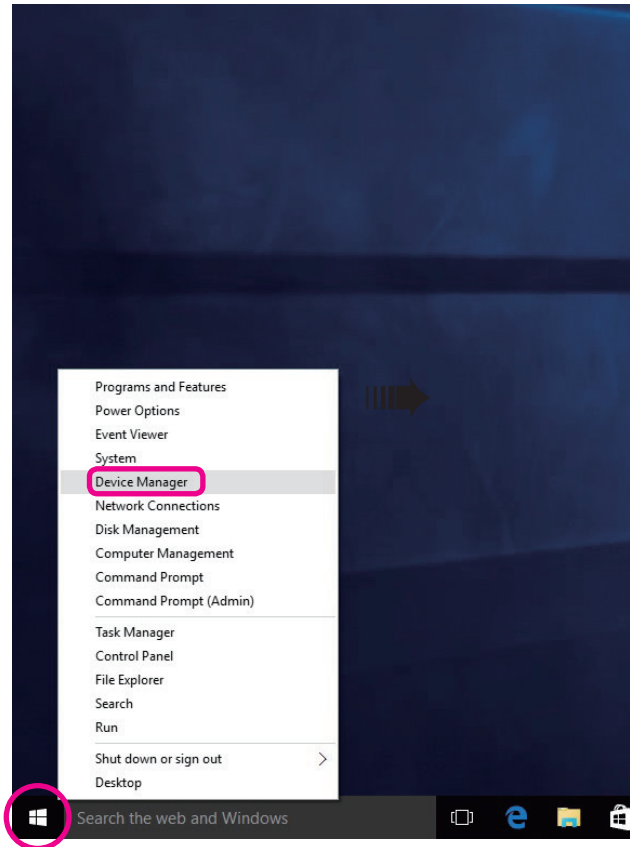 Programs and Features
Power Options
Event Viewer
System
Device Manager
Network Connections
Disk Management
Computer Management
Command Prompt
Command Prompt (Admin)
Task Manager
Control Panel
File Explorer
Search
Run
Shut down or sign out
Desktop
Search the web and Windows